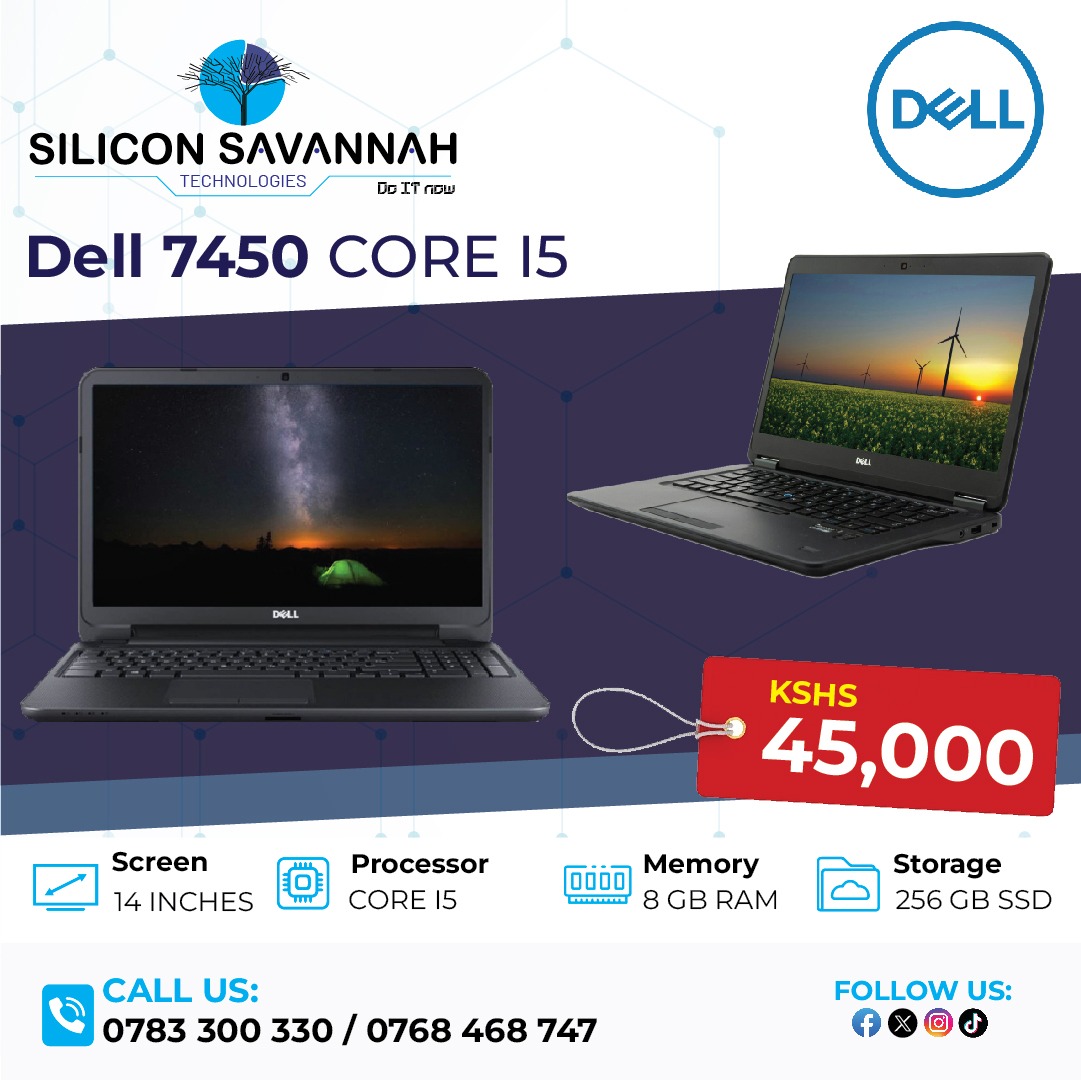 SILICON SAVANNAH
TECHNOLOGIES
Do IT now
DELL
Dell 7450 CORE I5
DELL
DELL
KSHS
45,000
Screen
14 INCHES
Processor
CORE I5
Memory
8 GB RAM
Storage
256 GB SSD
CALL US:
0783 300 330 / 0768 468 747
FOLLOW US: